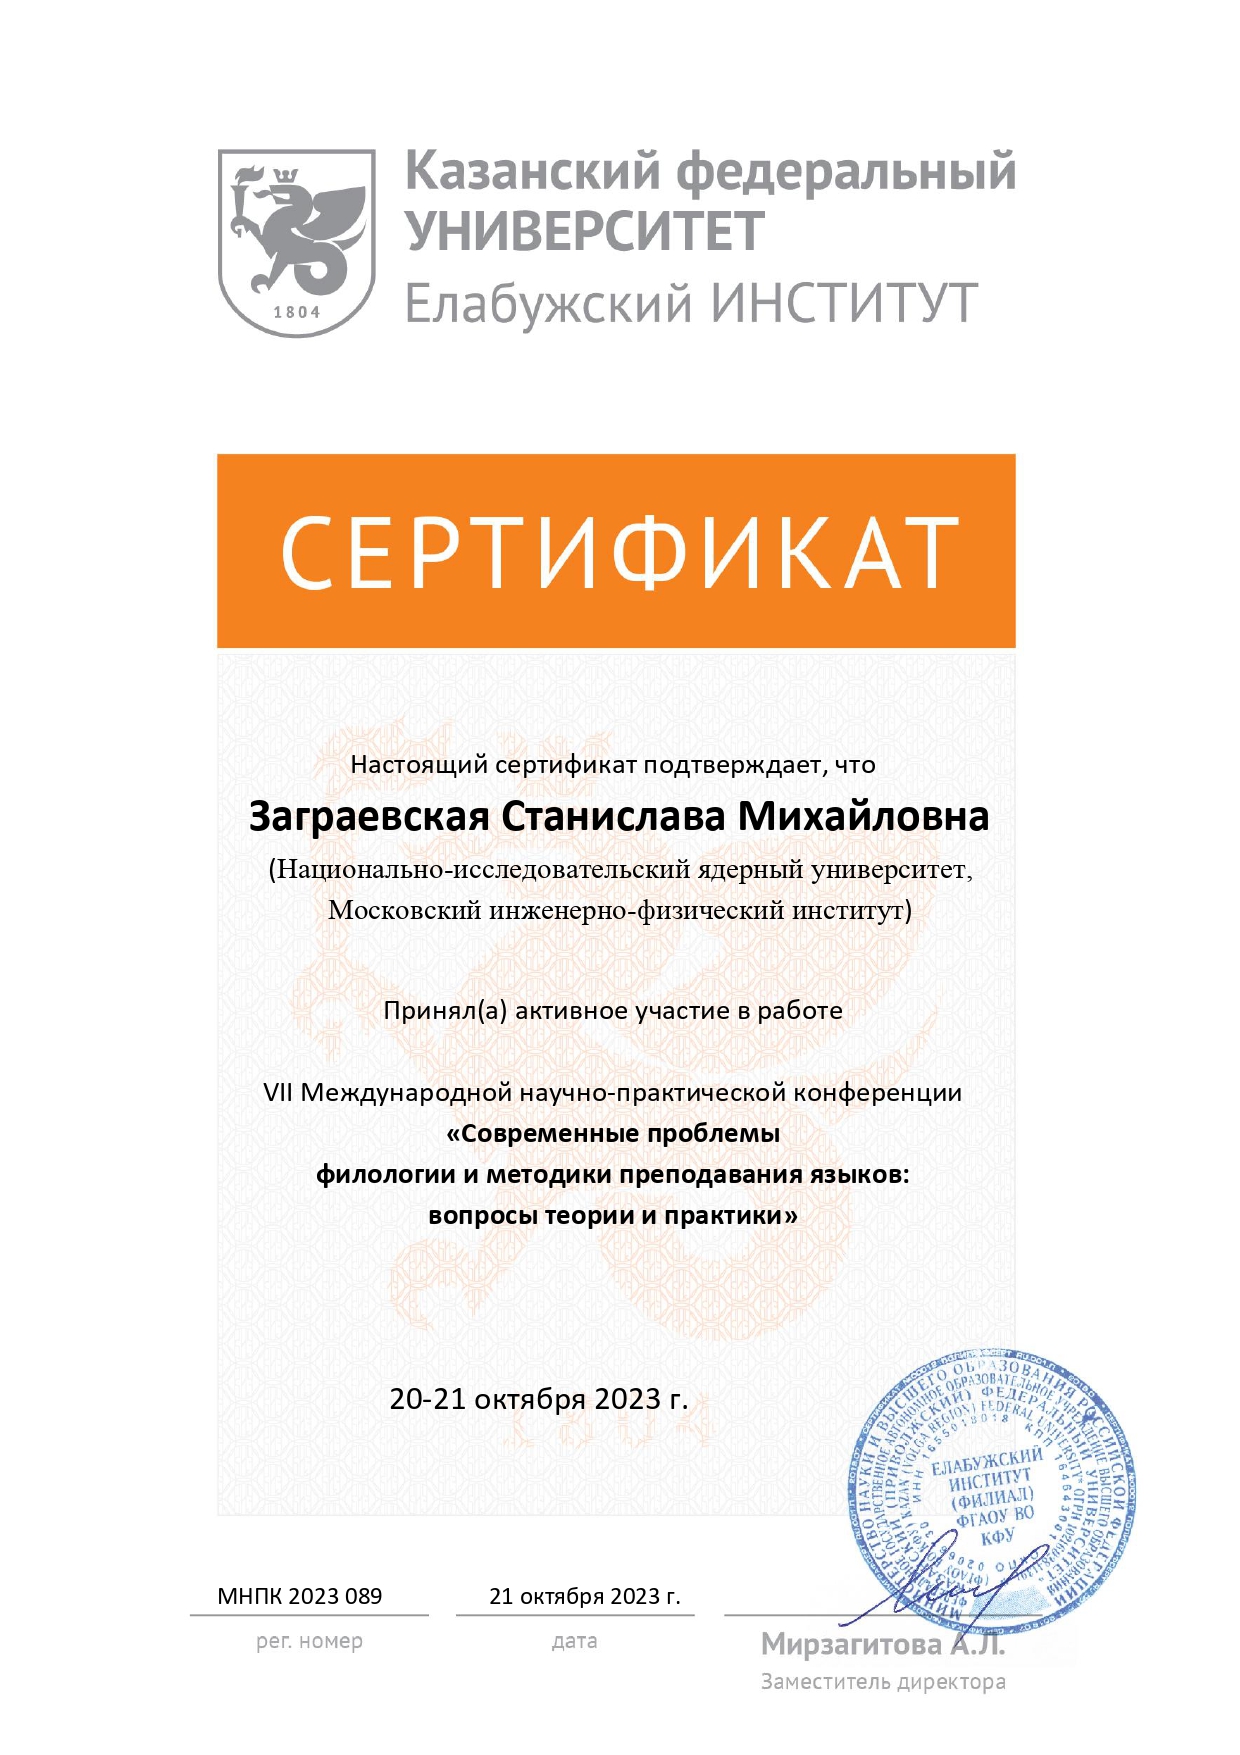 Казанский федеральный
УНИВЕРСИТЕТ
Елабужский ИНСТИТУТ
1804
СЕРТИФИКАТ
Настоящий сертификат подтверждает, что
Заграевская Станислава Михайловна
(Национально-исследовательский ядерный университет,
Московский инженерно-физический институт)
Принял(а) активное участие в работе
VII Международной научно-практической конференции
«Современные проблемы
филологии и методики преподавания языков:
вопросы теории и практики»
20-21 октября 2023 г.
1804
ЕЛАБУЖСКИЙ
ИНСТИТУТ
(ФИЛИАЛ)
ФГАОУ ВО
КФУ
МНПК 2023 089
21 октября 2023 г.
рег. номер
дата
Мирзагитова А.Л.
Заместитель директора